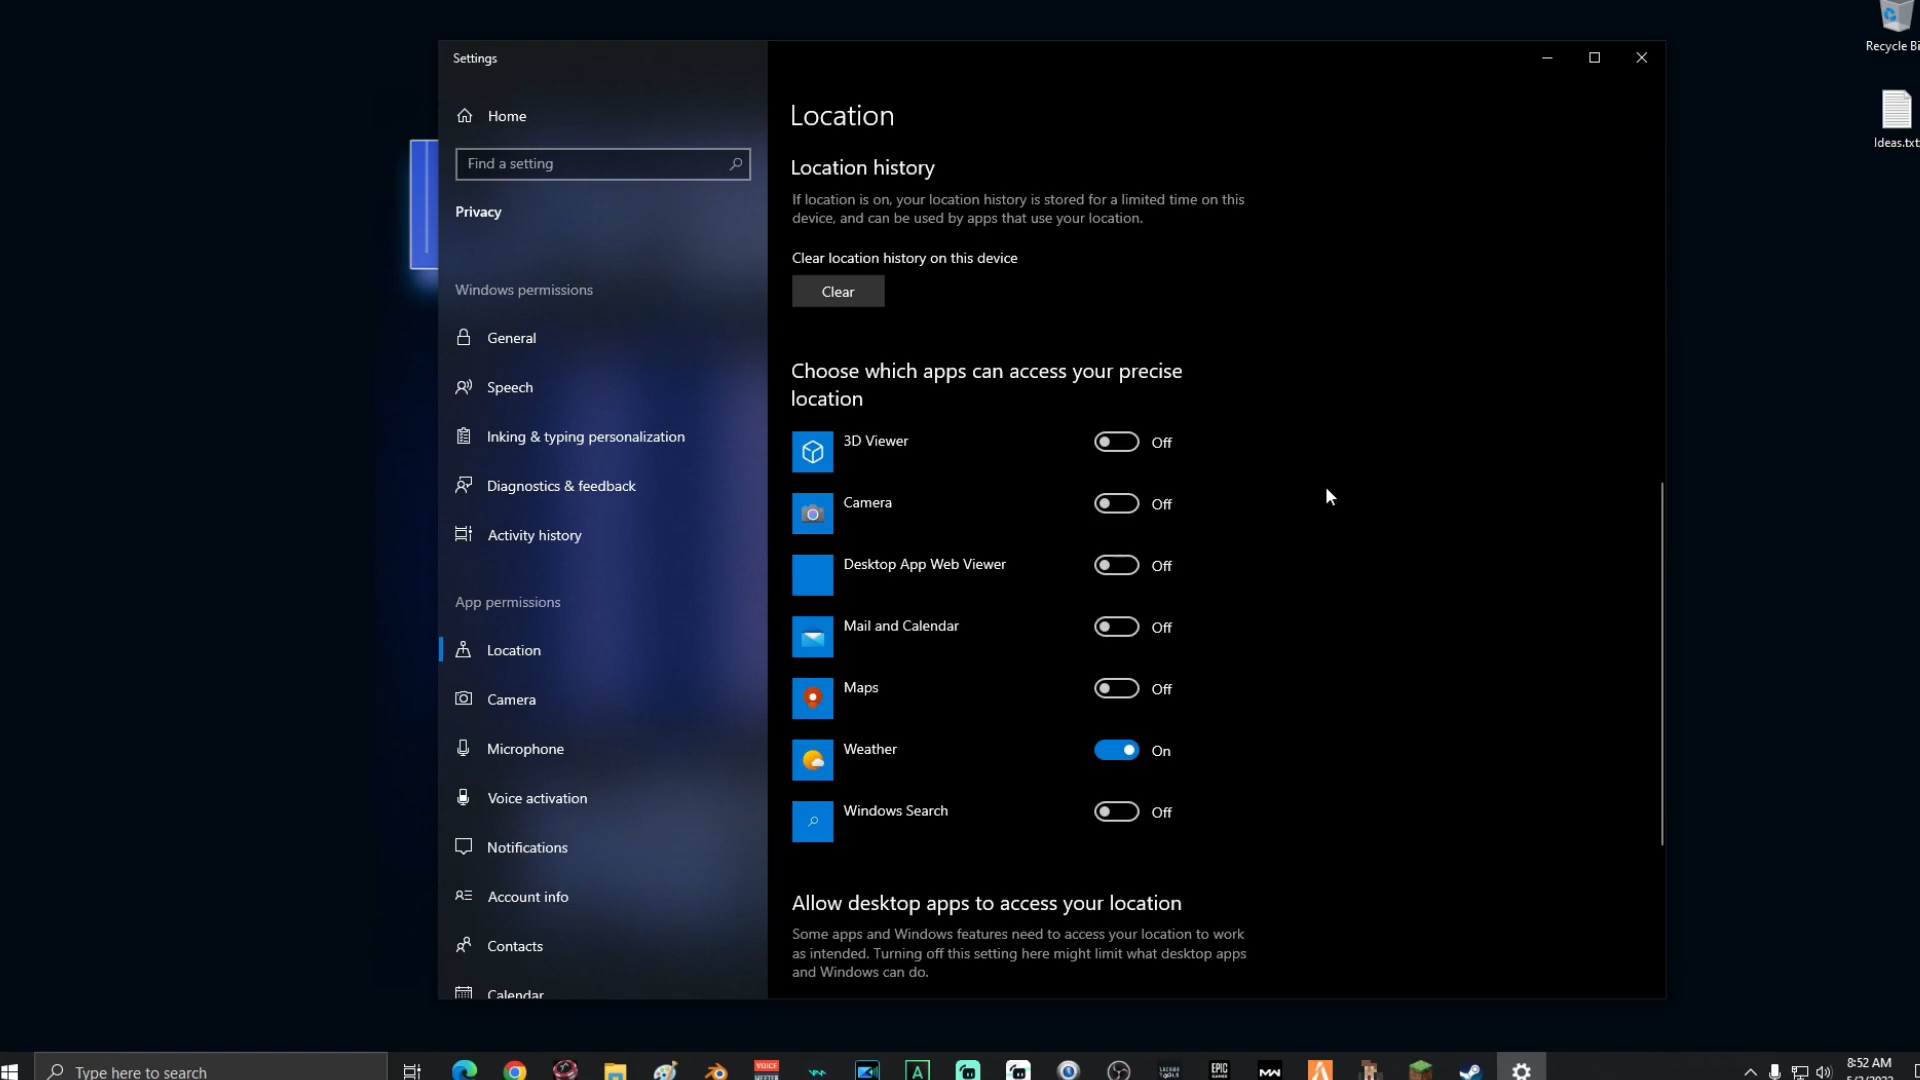 Recycle Bi
Ideas.txt
Settings
Home
Find a setting
Privacy
Windows permissions
General
Speech
Inking & typing personalization
Diagnostics & feedback
Activity history
App permissions
Location
Camera
Microphone
Voice activation
Notifications
Account info
Contacts
Calendar
Location
Location history
If location is on, your location history is stored for a limited time on this
device, and can be used by apps that use your location.
Clear location history on this device
Clear
Choose which apps can access your precise
location
3D Viewer Off
Camera Off
Desktop App Web Viewer Off
Mail and Calendar Off
Maps Off
Weather On
Windows Search Off
Allow desktop apps to access your location
Some apps and Windows features need to access your location to work
as intended. Turning off this setting here might limit what desktop apps
and Windows can do.
Type here to search
VOICE
A
EPIC
8:52 AM